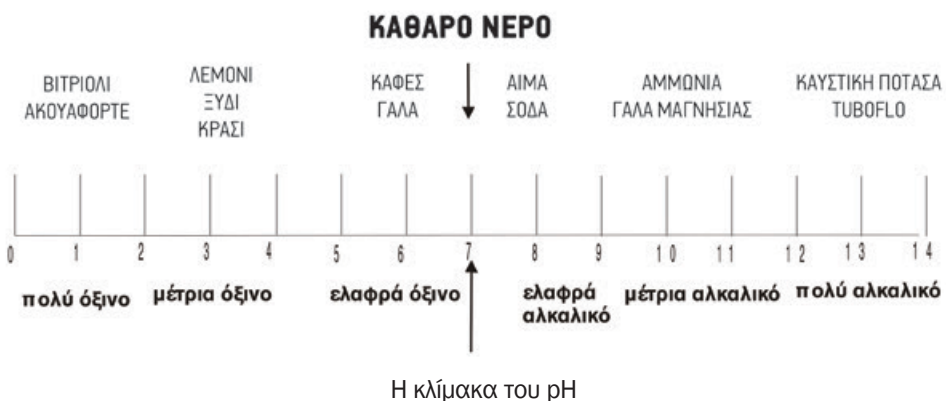 ΚΑΘΑΡΟ ΝΕΡΟ
ΒΙΤΡΙΟΛΙ
ΑΚΟΥΑΦΟΡΤΕ
ΛΕΜΟΝΙ
ΞΥΔΙ
ΚΡΑΣΙ
ΚΑΦΕΣ
ΓΑΛΑ
ΑΙΜΑ
ΣΟΔΑ
ΑΜΜΩΝΙΑ
ΓΑΛΑ ΜΑΓΝΗΣΙΑΣ
ΚΑΥΣΤΙΚΗ ΠΟΤΑΣΑ
TUBOFLO
0 1 2 3 4 5 6 7 8 9 10 11 12 13 14
πολύ όξινο
μέτρια όξινο
ελαφρά όξινο
ελαφρά
αλκαλικό
μέτρια αλκαλικό
πολύ αλκαλικό
Η κλίμακα του pH